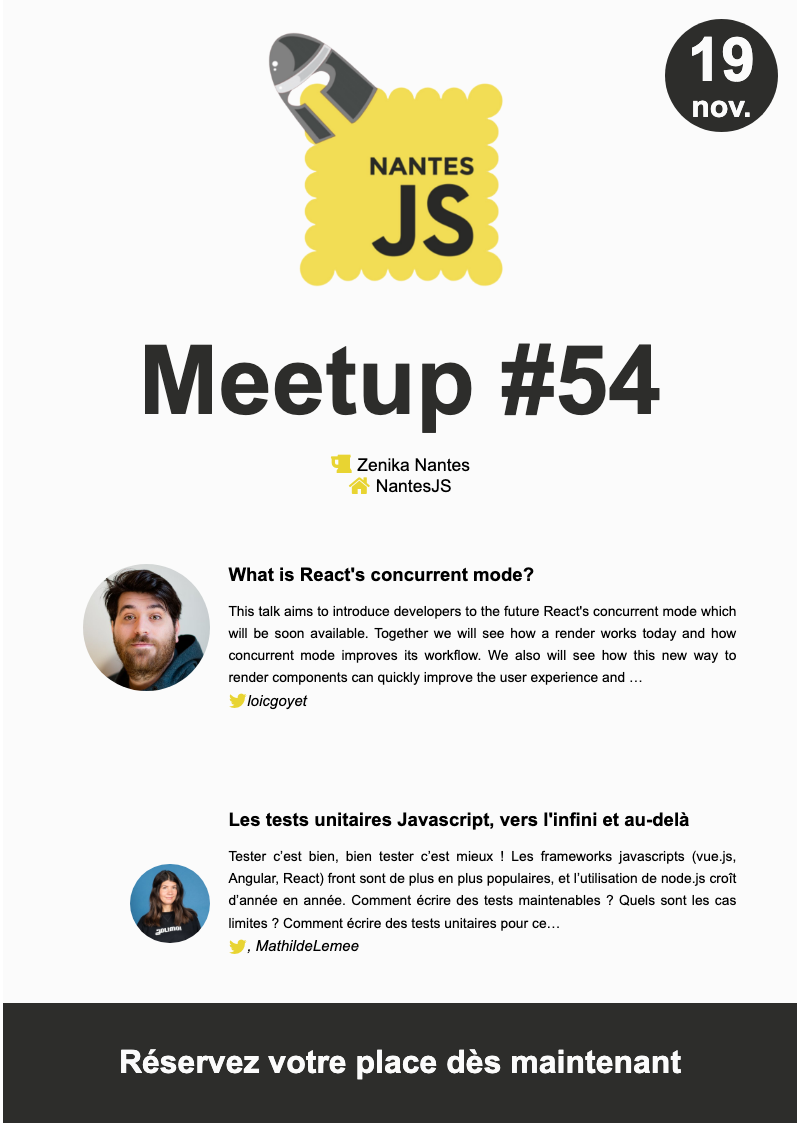 19
nov.
NANTES
JS
Meetup #54
Zenika Nantes
NantesJS
What is React's concurrent mode?
This talk aims to introduce developers to the future React's concurrent mode which
will be soon available. Together we will see how a render works today and how
concurrent mode improves its workflow. We also will see how this new way to
render components can quickly improve the user experience and …
loicgoyet
Les tests unitaires Javascript, vers l'infini et au-delà
Tester c’est bien, bien tester c’est mieux ! Les frameworks javascripts (vue.js,
Angular, React) front sont de plus en plus populaires, et l’utilisation de node.js croît
d’année en année. Comment écrire des tests maintenables ? Quels sont les cas
limites ? Comment écrire des tests unitaires pour ce…
, MathildeLemee
Réservez votre place dès maintenant